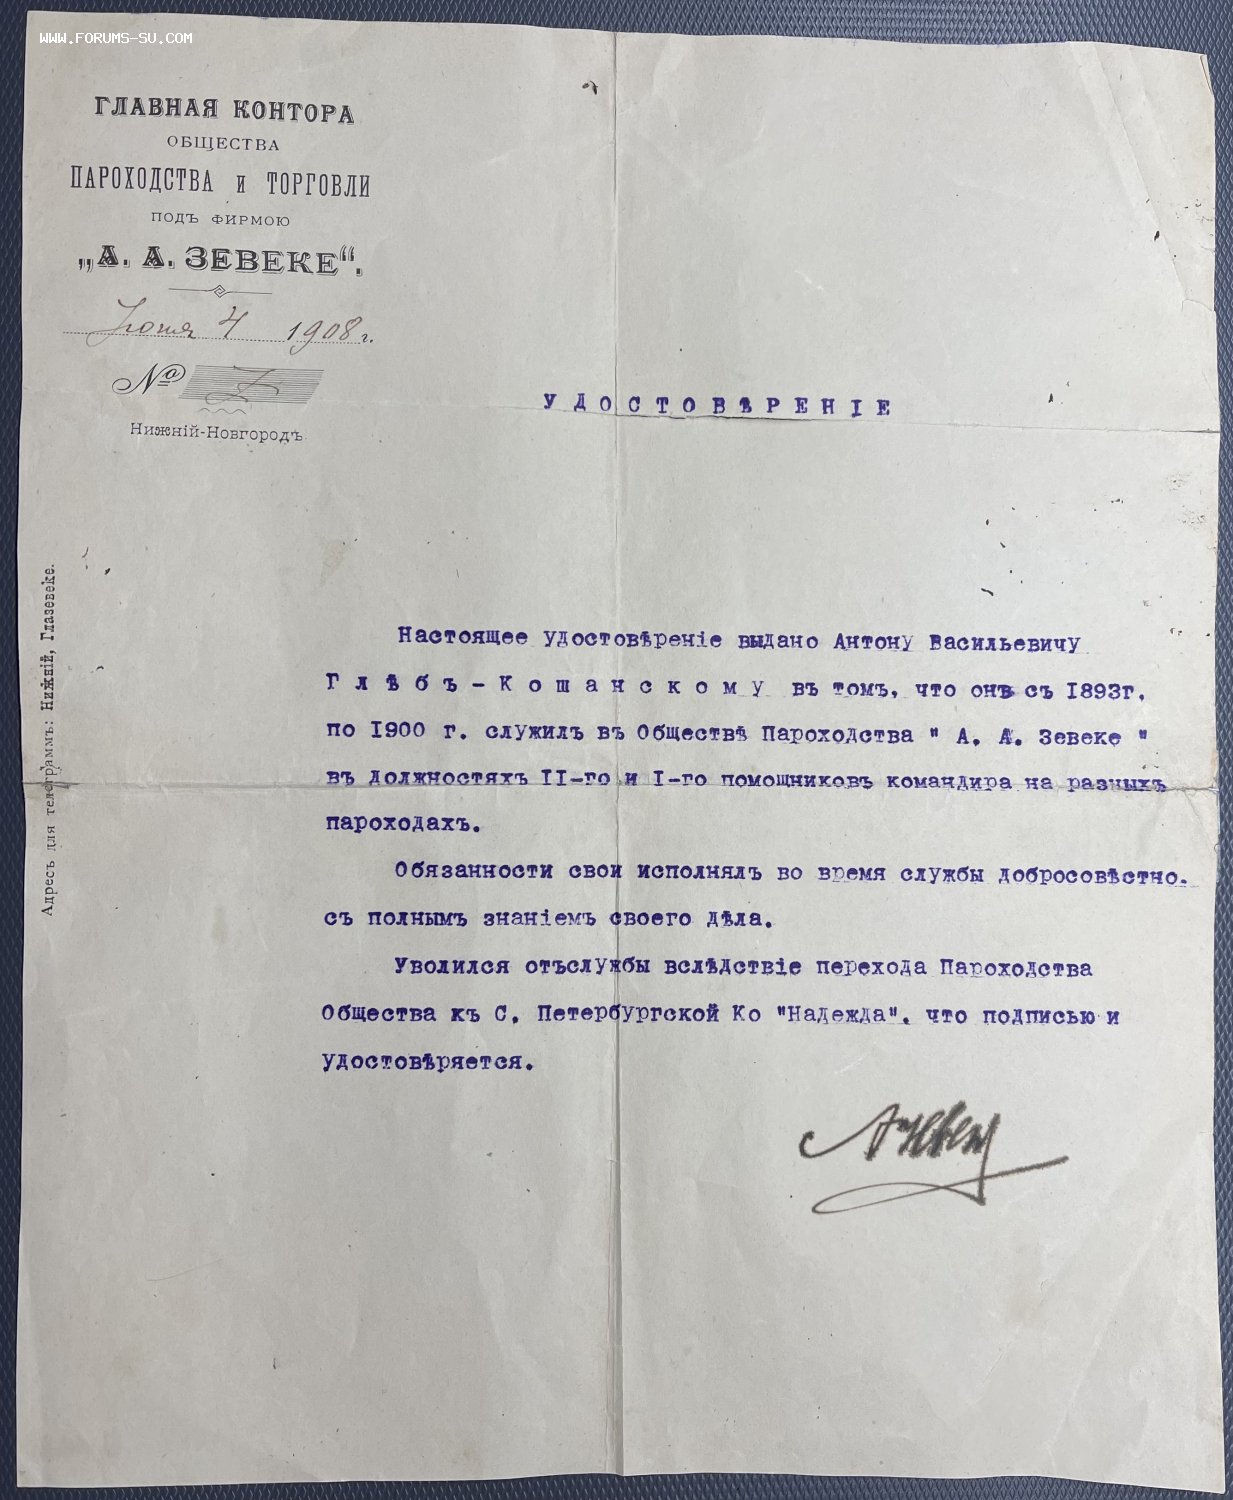 WWW.FORUMS-SU.COM
ГЛАВНАЯ КОНТОРА
ОБЩЕСТВА
ПАРОХОДСТВА и ТОРГОВЛИ
ПОДЪ ФИРМОЮ
„А. А. ЗЕВЕКЕ“.
Іюня 4 1908 г.
№
Нижній-Новгородъ
Адресъ для телеграммъ: Нижній, Глазевеке.
УДОСТОВѢРЕНІЕ
Настоящее удостовѣреніе выдано Антону Васильевичу
Глѣбъ-Кошанскому въ томъ, что онъ съ 1893г.
по 1900 г. служилъ въ Обществѣ Пароходства " А. А. Зевеке "
въ должностяхъ II-го и I-го помощниковъ командира на разныхъ
пароходахъ.
Обязанности свои исполнялъ во время службы добросовѣстно.
съ полнымъ знаніемъ своего дѣла.
Уволился отъслужбы вслѣдствіе перехода Пароходства
Общества къ С. Петербургской Ко "Надежда". что подписью и
удостовѣряется.